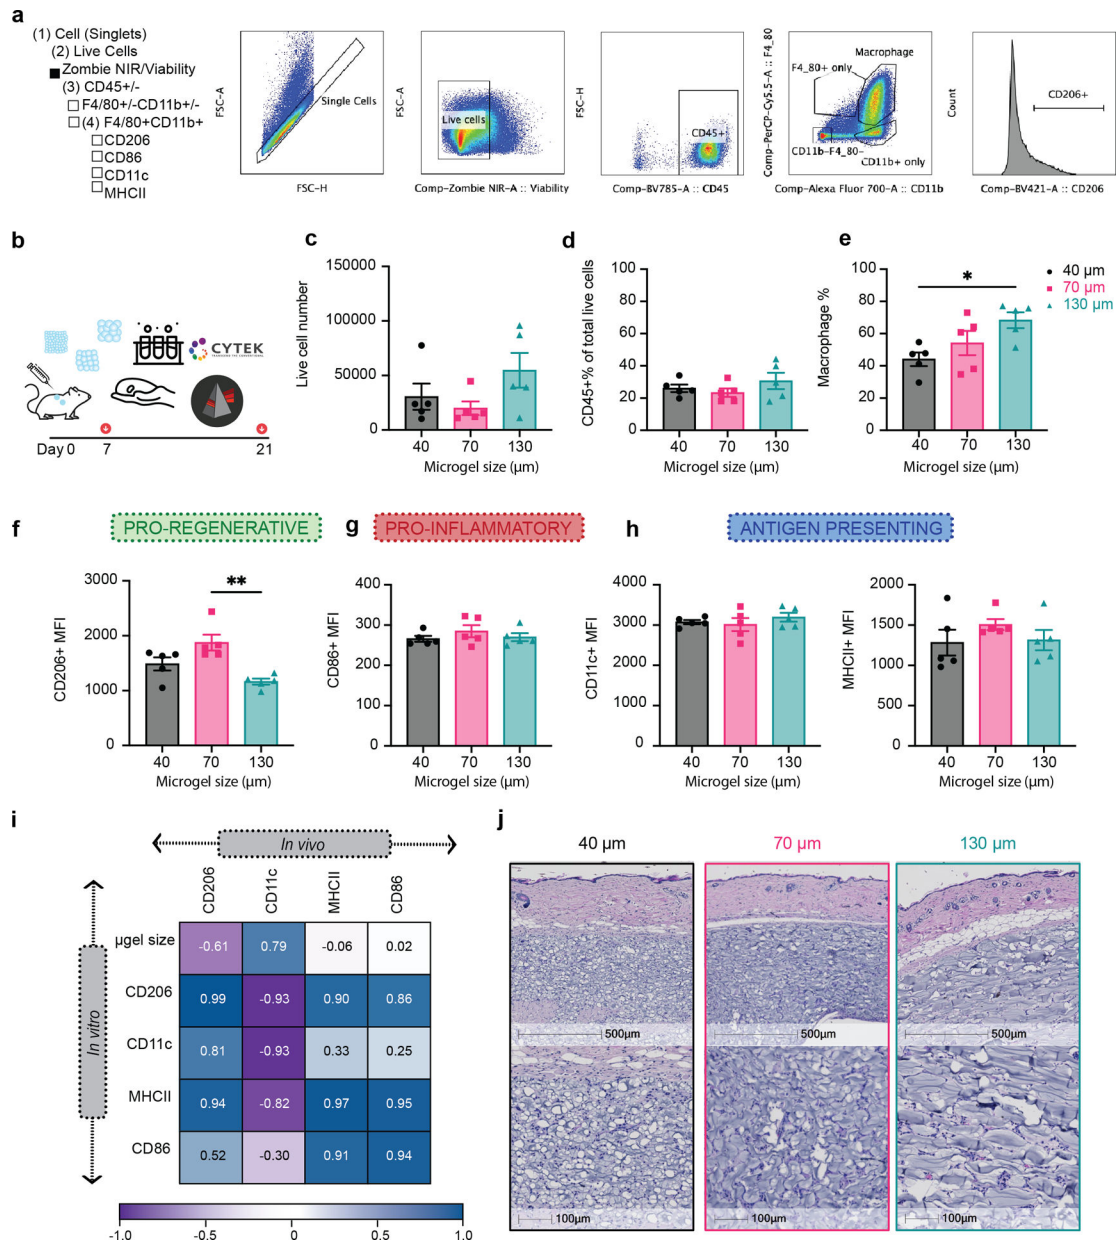 a
(1) Cell (Singlets)
(2) Live Cells
Zombie NIR/Viability
(3) CD45+/-
F4/80+/-CD11b+/-
(4) F4/80+CD11b+
CD206
CD86
CD11c
MHCII
FSC-A
Single Cells
FSC-H
FSC-A
Live cells
Comp-Zombie NIR-A :: Viability
FSC-H
CD45+
Comp-BV785-A :: CD45
Comp-PerCP-Cy5.5-A :: F4_80
Macrophage
F4_80+ only
CD11b-F4_80-
CD11b+ only
Comp-Alexa Fluor 700-A :: CD11b
Count
CD206+
Comp-BV421-A :: CD206
b
CYTEK
Day 0 7 21
c
Live cell number
150000
100000
50000
0
40 70 130
Microgel size (µm)
d
CD45+% of total live cells
100
80
60
40
20
0
40 70 130
Microgel size (µm)
e
Macrophage %
100
80
60
40
20
0
*
40 70 130
Microgel size (µm)
40 µm
70 µm
130 µm
f
PRO-REGENERATIVE
CD206+ MFI
3000
2000
1000
0
**
40 70 130
Microgel size (µm)
g
PRO-INFLAMMATORY
CD86+ MFI
400
300
200
100
0
40 70 130
Microgel size (µm)
h
ANTIGEN PRESENTING
CD11c+ MFI
4000
3000
2000
1000
0
40 70 130
Microgel size (µm)
MHCII+ MFI
2000
1500
1000
500
0
40 70 130
Microgel size (µm)
i
In vivo
CD206 CD11c MHCII CD86
In vitro
µgel size -0.61 0.79 -0.06 0.02
CD206 0.99 -0.93 0.90 0.86
CD11c 0.81 -0.93 0.33 0.25
MHCII 0.94 -0.82 0.97 0.95
CD86 0.52 -0.30 0.91 0.94
-1.0 -0.5 0 0.5 1.0
j
40 µm 70 µm 130 µm
500µm 500µm 500µm
100µm 100µm 100µm